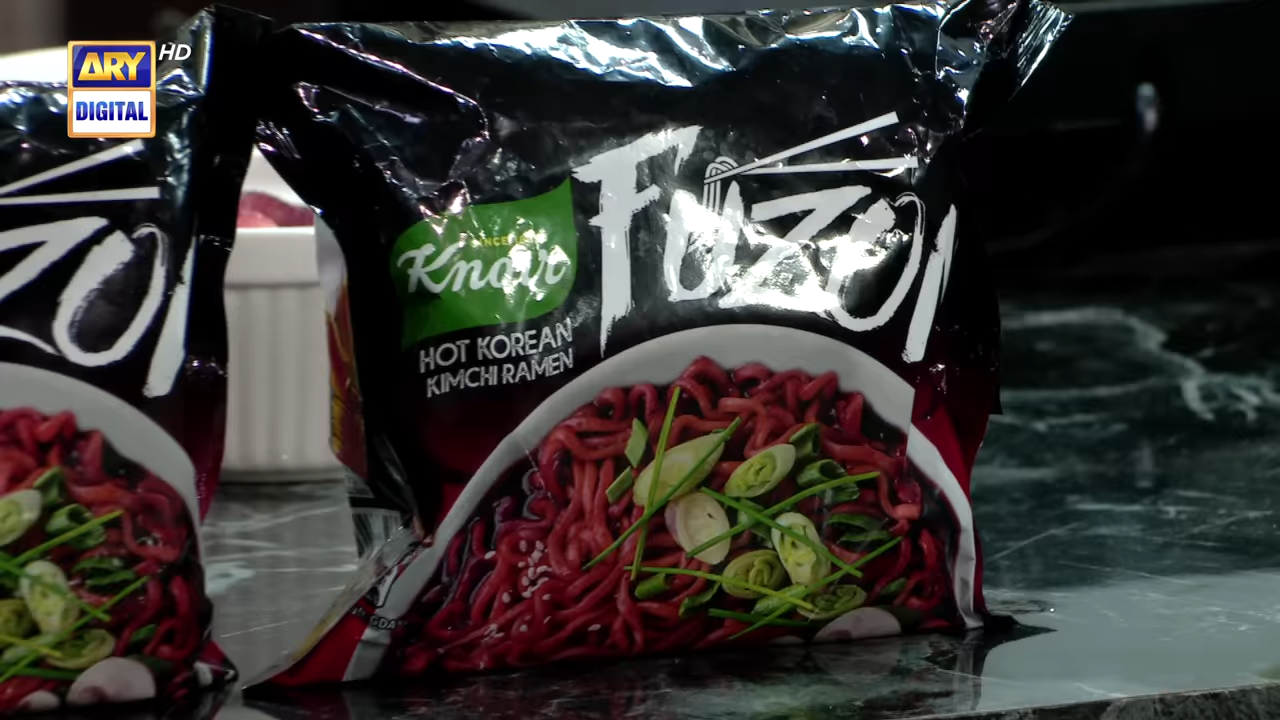 ARY HD
DIGITAL
Knorr
Fuzon
HOT KOREAN
KIMCHI RAMEN